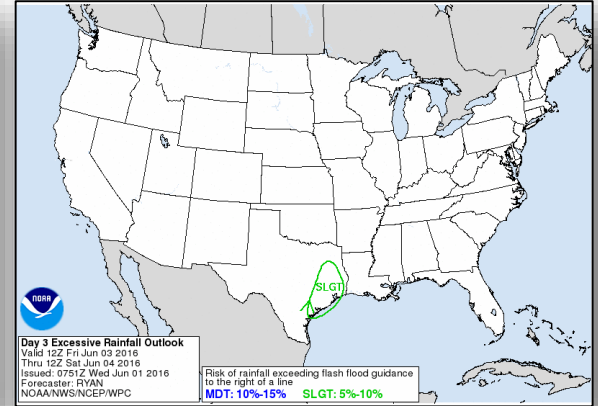 SLGT
NOAA
Day 3 Excessive Rainfall Outlook
Valid 12Z Fri Jun 03 2016
Thru 12Z Sat Jun 04 2016
Issued: 0751Z Wed Jun 01 2016
Forecaster: RYAN
NOAA/NWS/NCEP/WPC
Risk of rainfall exceeding flash flood guidance
to the right of a line
MDT: 10%-15% SLGT: 5%-10%